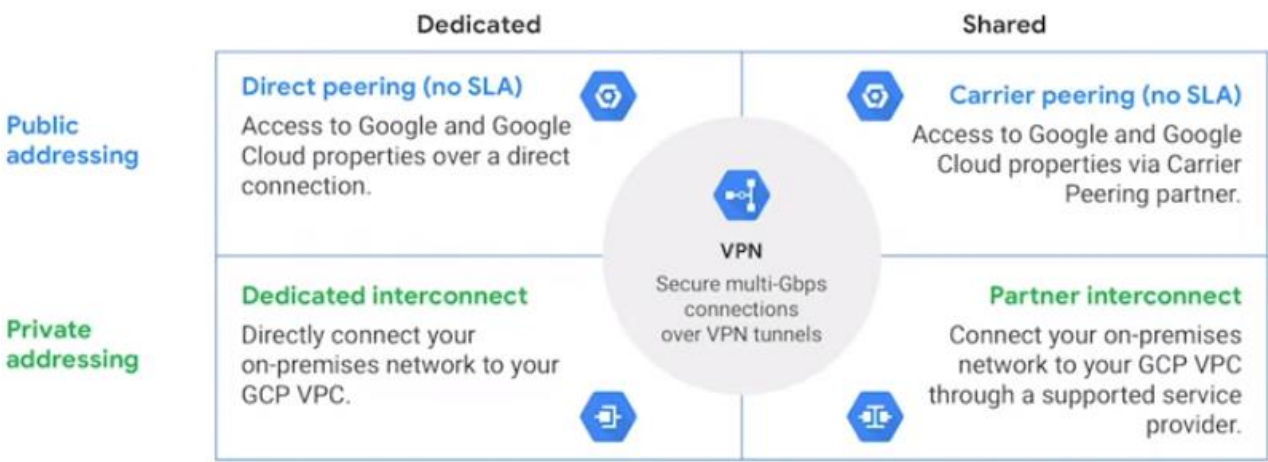 Dedicated
Shared
Public
addressing
Direct peering (no SLA)
Access to Google and Google
Cloud properties over a direct
connection.
Carrier peering (no SLA)
Access to Google and Google
Cloud properties via Carrier
Peering partner.
VPN
Secure multi-Gbps
connections
over VPN tunnels
Private
addressing
Dedicated interconnect
Directly connect your
on-premises network to your
GCP VPC.
Partner interconnect
Connect your on-premises
network to your GCP VPC
through a supported service
provider.